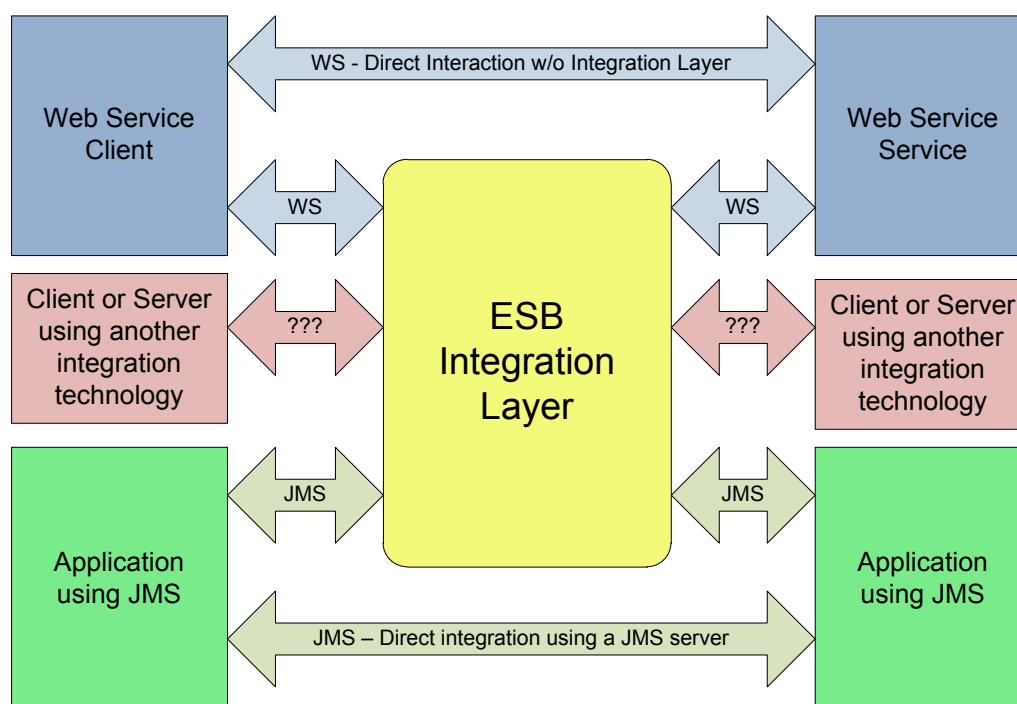 WS - Direct Interaction w/o Integration Layer
Web Service
Client
Web Service
Service
WS
WS
Client or Server
using another
integration
technology
???
ESB
Integration
Layer
???
Client or Server
using another
integration
technology
JMS
JMS
Application
using JMS
Application
using JMS
JMS – Direct integration using a JMS server